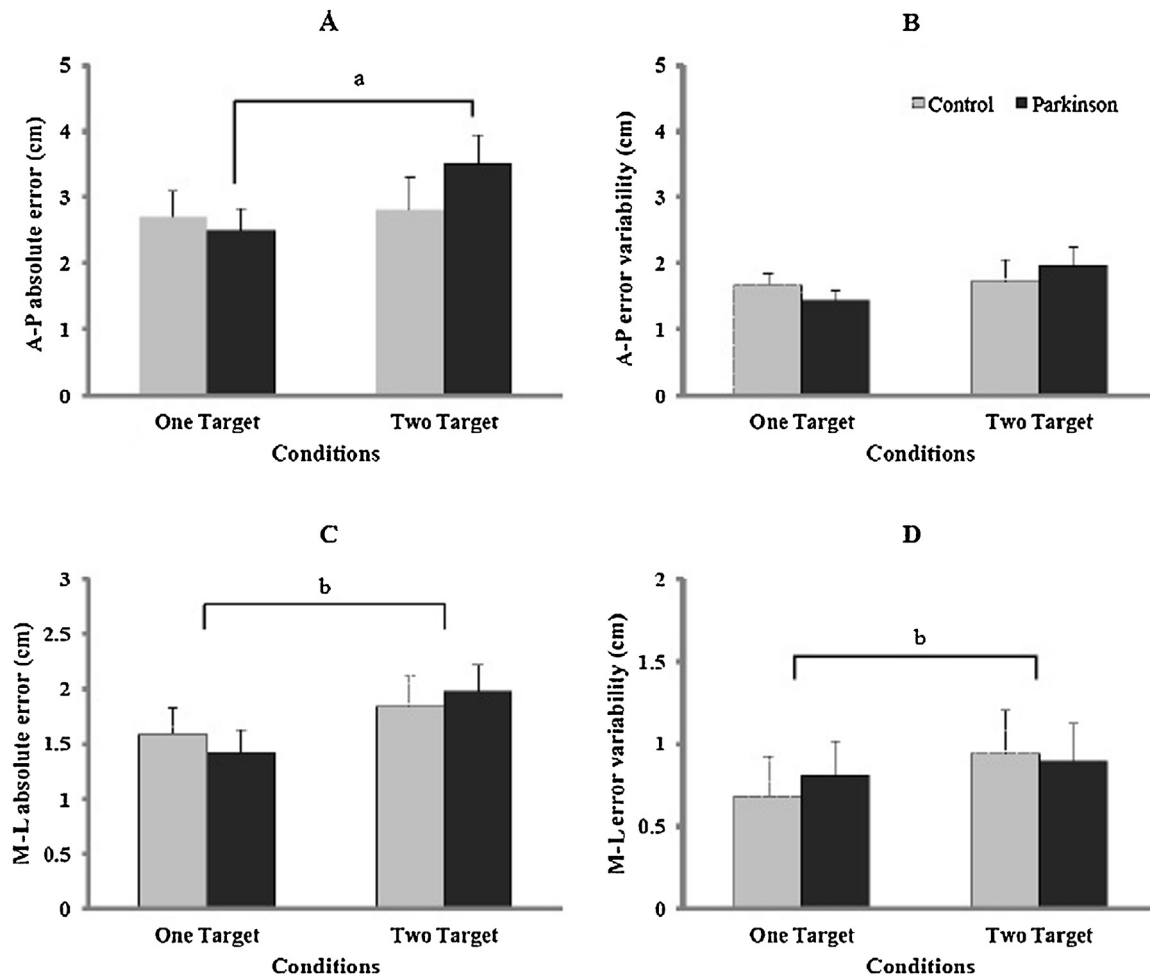 A
A-P absolute error (cm)
5
4
3
2
1
0
a
One Target
Two Target
Conditions
B
A-P error variability (cm)
5
4
3
2
1
0
Control
Parkinson
One Target
Two Target
Conditions
C
M-L absolute error (cm)
3
2.5
2
1.5
1
0.5
0
b
One Target
Two Target
Conditions
D
M-L error variability (cm)
2
1.5
1
0.5
0
b
One Target
Two Target
Conditions